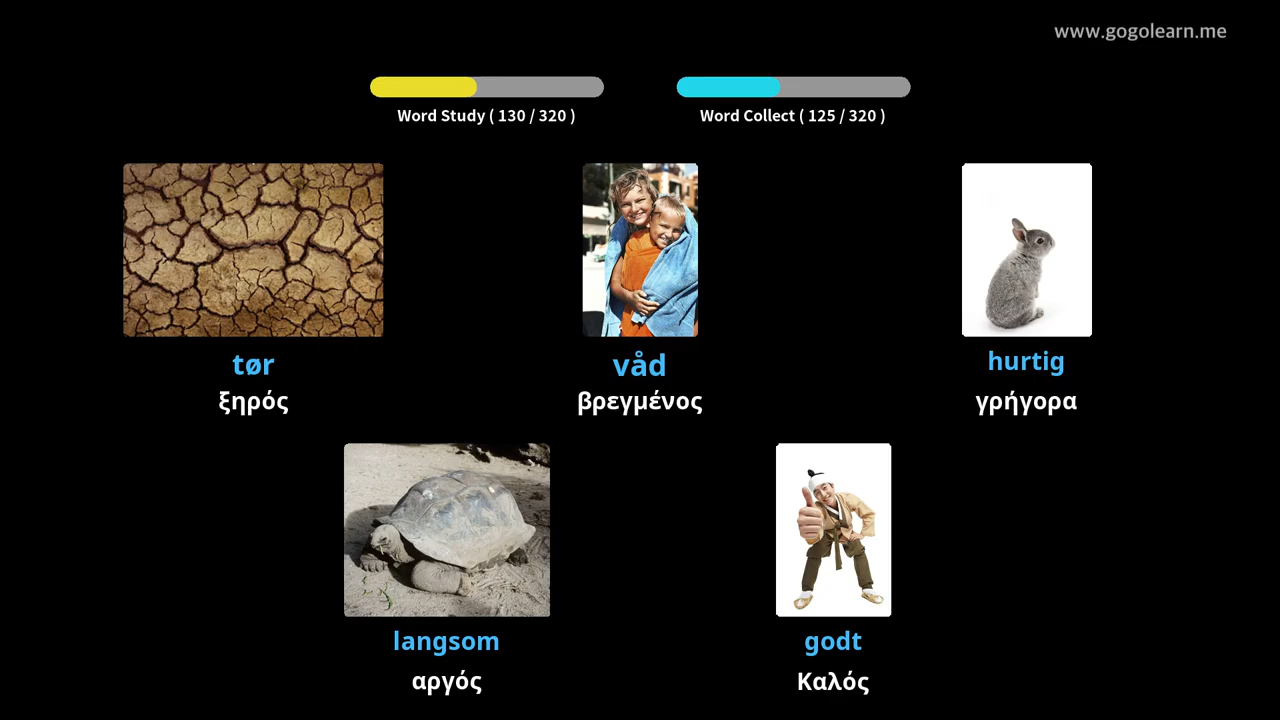 www.gogolearn.me
Word Study ( 130 / 320 )
Word Collect ( 125 / 320 )
tør
ξηρός
våd
βρεγμένος
hurtig
γρήγορα
langsom
αργός
godt
Καλός